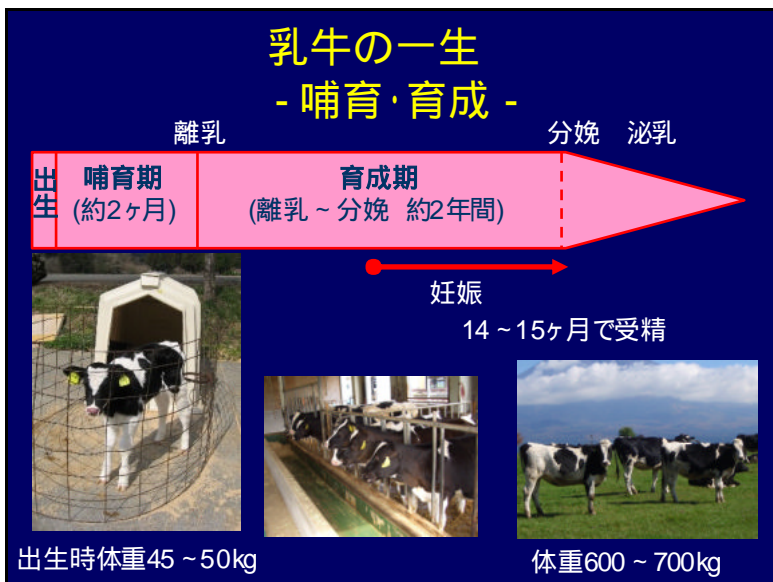 乳牛の一生
- 哺育・育成 -
離乳
分娩 泌乳
出生
哺育期
(約2ヶ月)
育成期
(離乳 ~ 分娩 約2年間)
妊娠
14 ~ 15ヶ月で受精
出生時体重45 ~ 50kg
体重600 ~ 700kg